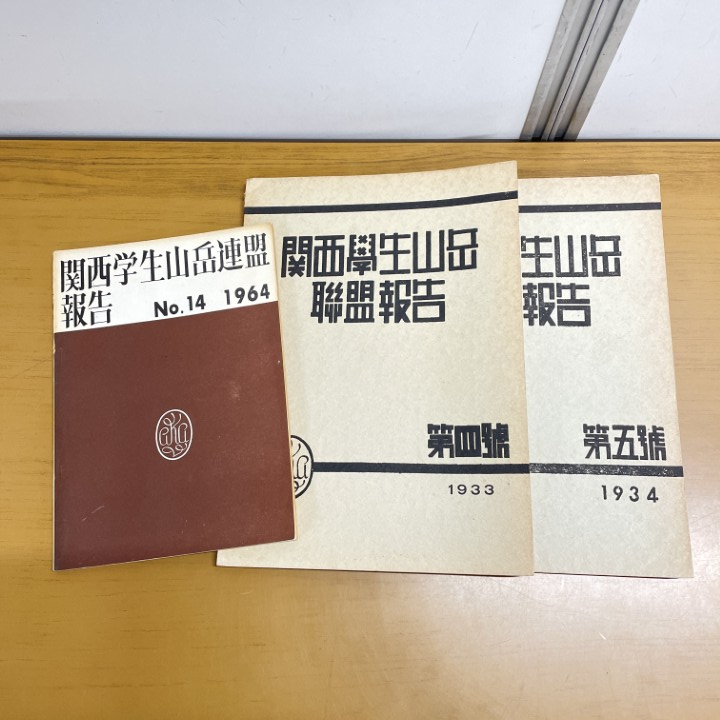 関西学生山岳連盟
報告 No.14 1964
関西學生山岳
聯盟報告
第四號
1933
生山岳
報告
第五號
1934